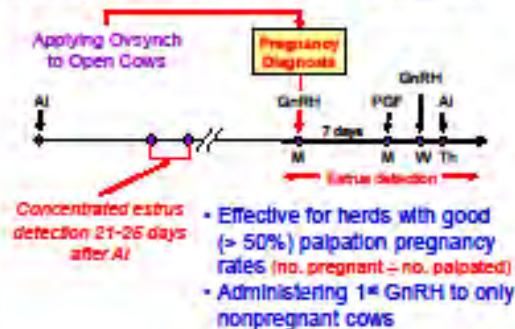 Applying Ovsynch
to Open Cows
Pregnancy
Diagnosis
GnRH
AI
GnRH
PGF
AI
7 days
M
M
W
Th
Estrus detection
Concentrated estrus
detection 21-26 days
after AI
• Effective for herds with good
(> 50%) palpation pregnancy
rates (no. pregnant ÷ no. palpated)
• Administering 1st GnRH to only
nonpregnant cows